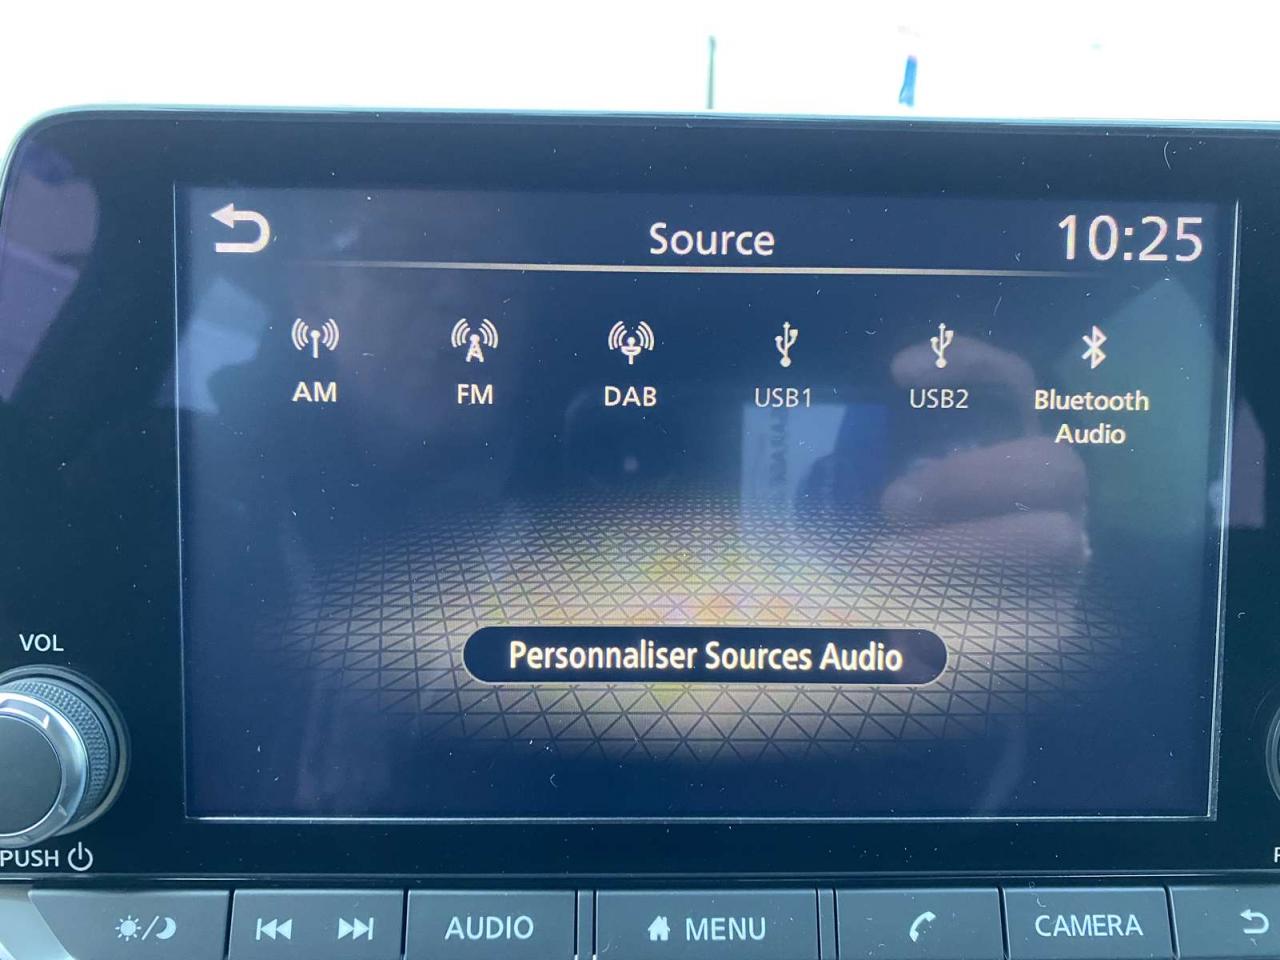 Source
10:25
AM
FM
DAB
USB1
USB2
Bluetooth
Audio
Personnaliser Sources Audio
VOL
PUSH
AUDIO
MENU
CAMERA